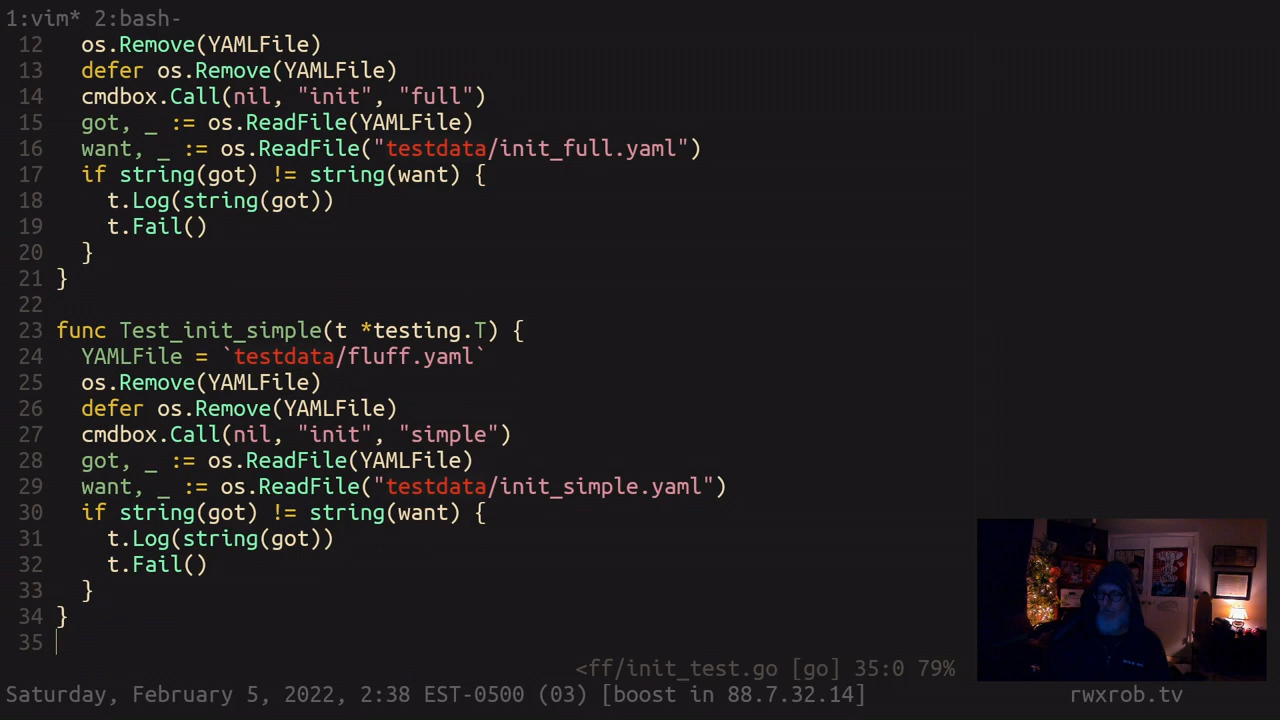 1:vim* 2:bash-
12 os.Remove(YAMLFile)
13 defer os.Remove(YAMLFile)
14 cmdbox.Call(nil, "init", "full")
15 got, _ := os.ReadFile(YAMLFile)
16 want, _ := os.ReadFile("testdata/init_full.yaml")
17 if string(got) != string(want) {
18 t.Log(string(got))
19 t.Fail()
20 }
21 }
22
23 func Test_init_simple(t *testing.T) {
24 YAMLFile = `testdata/fluff.yaml`
25 os.Remove(YAMLFile)
26 defer os.Remove(YAMLFile)
27 cmdbox.Call(nil, "init", "simple")
28 got, _ := os.ReadFile(YAMLFile)
29 want, _ := os.ReadFile("testdata/init_simple.yaml")
30 if string(got) != string(want) {
31 t.Log(string(got))
32 t.Fail()
33 }
34 }
35
<ff/init_test.go [go] 35:0 79%
Saturday, February 5, 2022, 2:38 EST-0500 (03) [boost in 88.7.32.14] rwxrob.tv